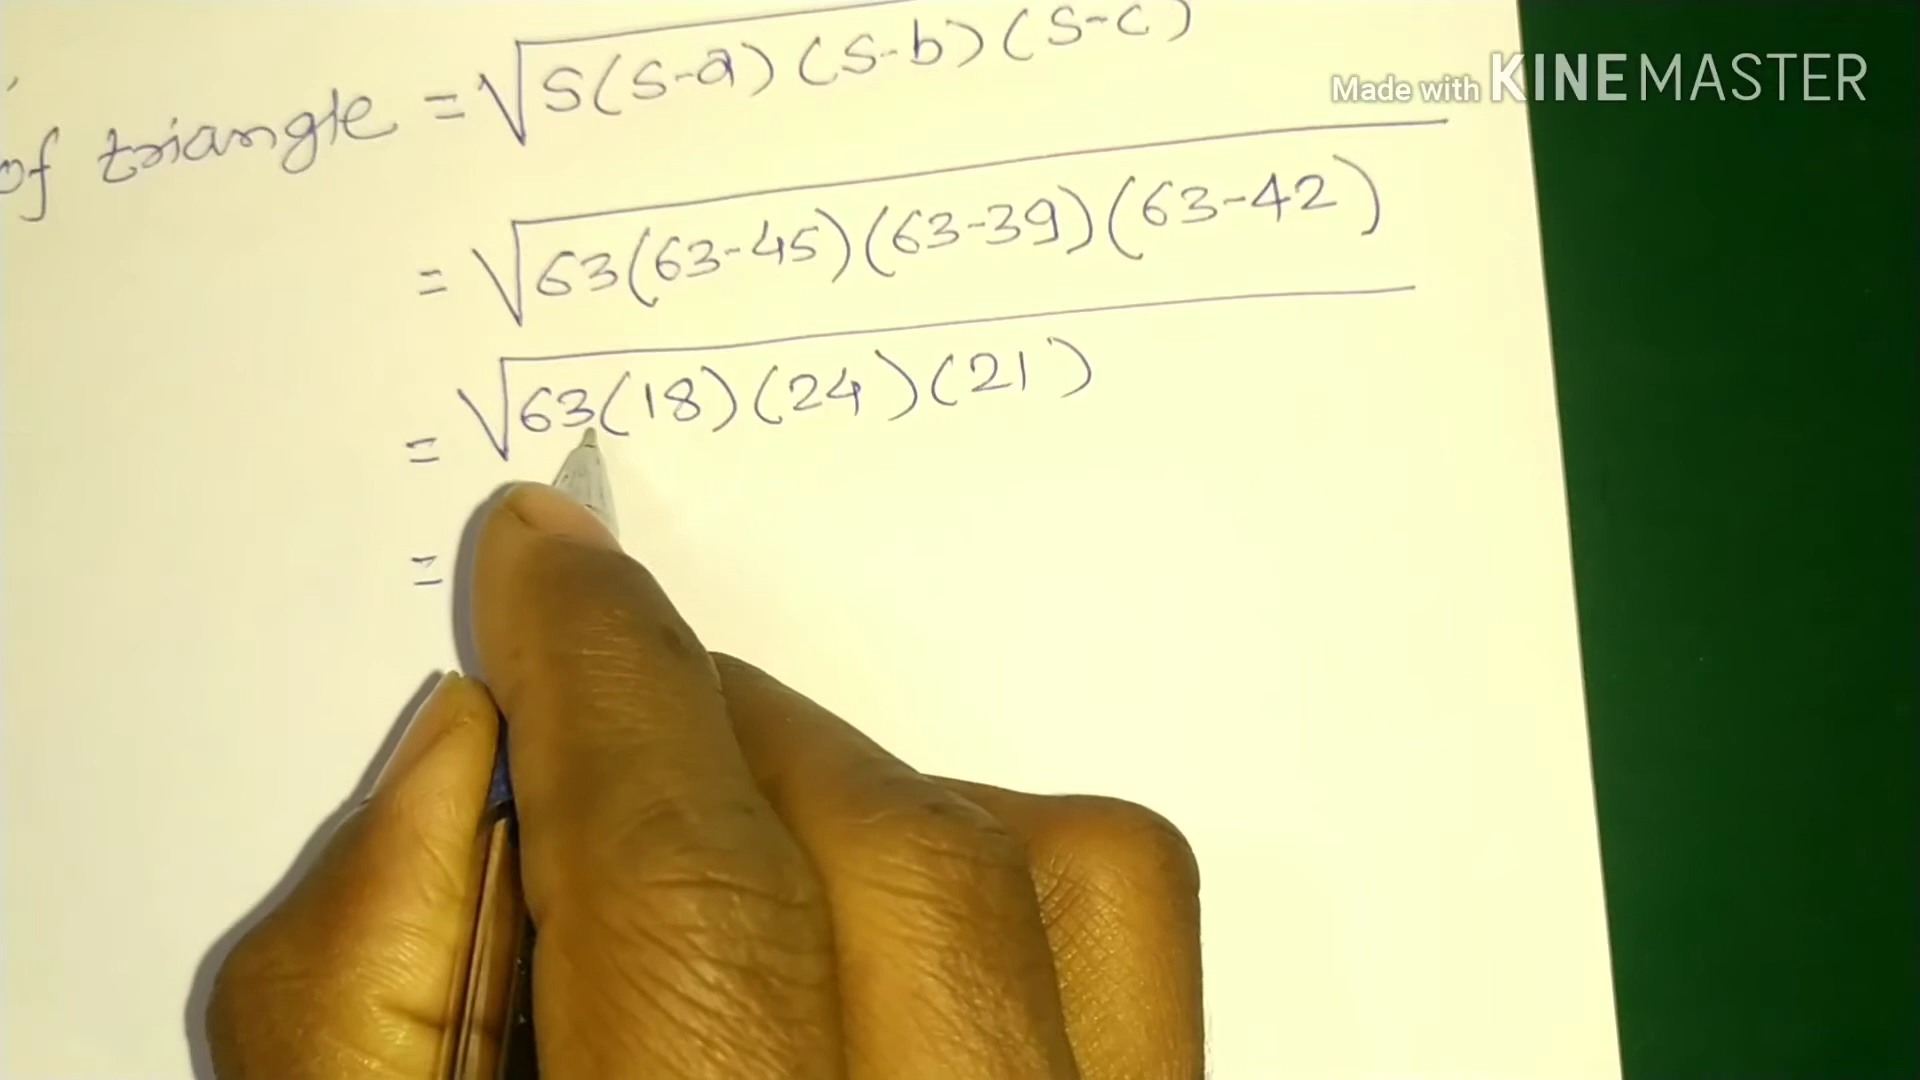 Made with KINEMASTER
of triangle = √S(S-a)(S-b)(S-c)
= √63(63-45)(63-39)(63-42)
= √63(18)(24)(21)
=